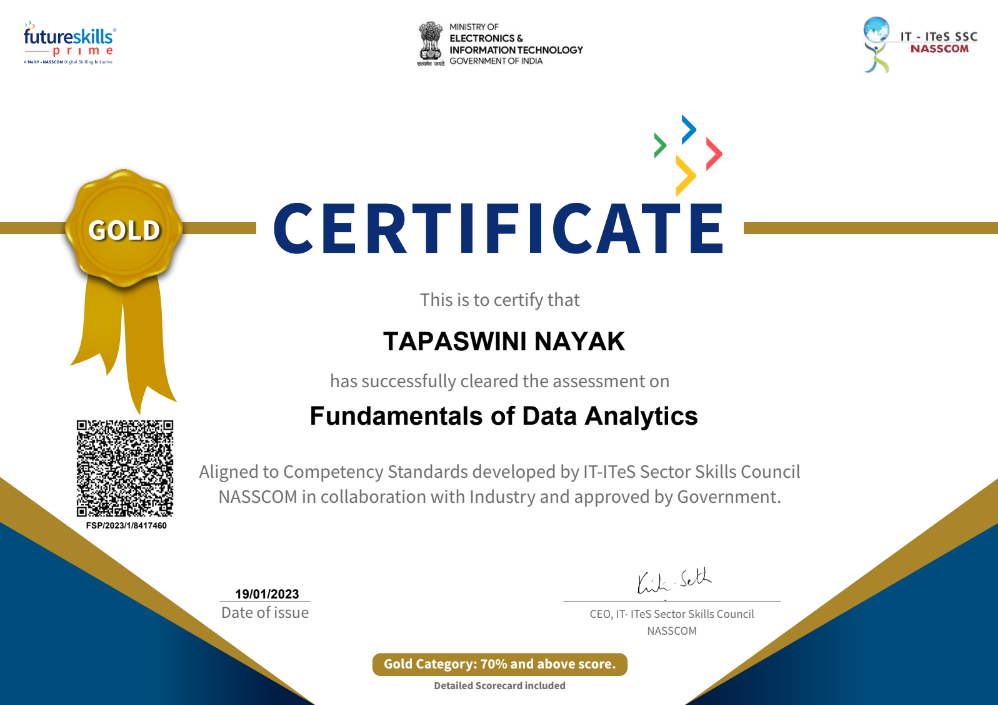 futureskills
prime
A MeitY - NASSCOM Digital Skilling Initiative
सत्यमेव जयते
MINISTRY OF
ELECTRONICS &
INFORMATION TECHNOLOGY
GOVERNMENT OF INDIA
IT - ITeS SSC
NASSCOM
GOLD
CERTIFICATE
This is to certify that
TAPASWINI NAYAK
has successfully cleared the assessment on
Fundamentals of Data Analytics
Aligned to Competency Standards developed by IT-ITeS Sector Skills Council
NASSCOM in collaboration with Industry and approved by Government.
FSP/2023/1/8417460
19/01/2023
Date of issue
Kirti Seth
CEO, IT- ITeS Sector Skills Council
NASSCOM
Gold Category: 70% and above score.
Detailed Scorecard included